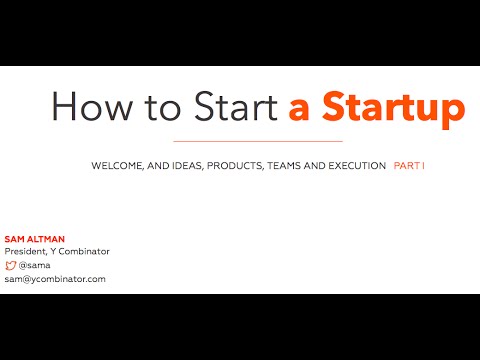 How to Start a Startup
WELCOME, AND IDEAS, PRODUCTS, TEAMS AND EXECUTION PART I
SAM ALTMAN
President, Y Combinator
@sama
sam@ycombinator.com